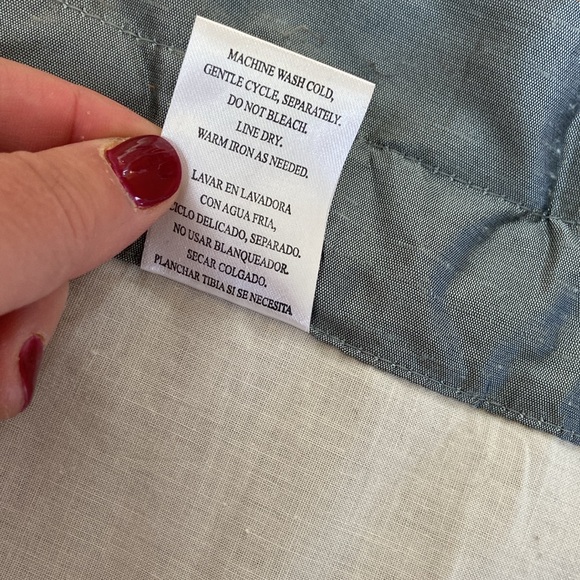 MACHINE WASH COLD,
GENTLE CYCLE, SEPARATELY.
DO NOT BLEACH.
LINE DRY.
WARM IRON AS NEEDED.
LAVAR EN LAVADORA
CON AGUA FRIA,
CICLO DELICADO, SEPARADO.
NO USAR BLANQUEADOR.
SECAR COLGADO.
PLANCHAR TIBIA SI SE NECESITA